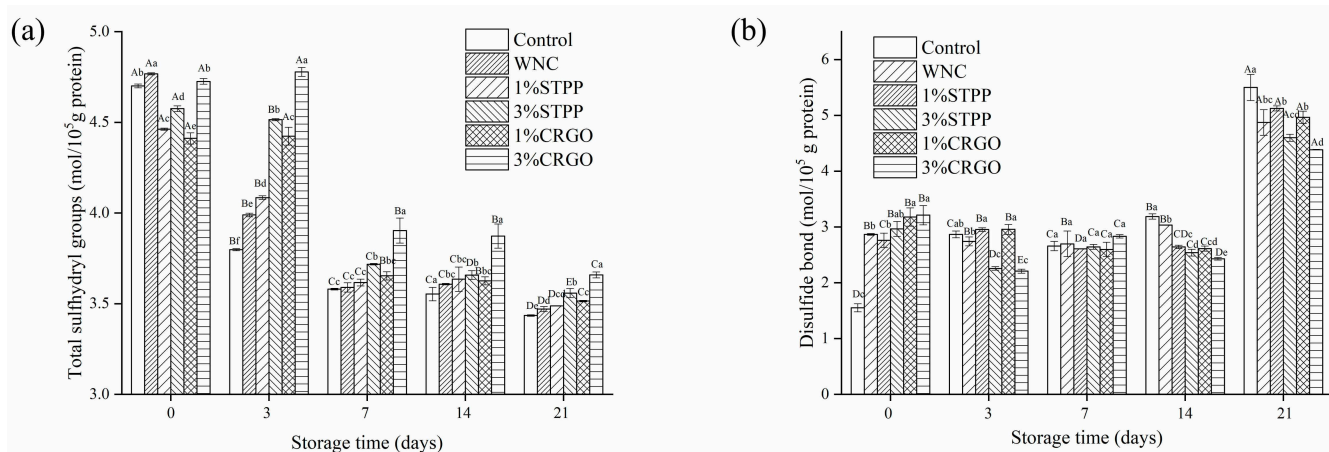 (a)
Total sulfhydryl groups (mol/10⁵g protein)
5.0
4.5
4.0
3.5
3.0
Control
WNC
1%STPP
3%STPP
1%CRGO
3%CRGO
Ab Aa Ac Ad Ae Ab
Bf Be Bd Bb Ac Aa
Cc Cc Cc Cb Bbc Ba
Ca Cbc Cbc Db Bbc Ba
De Dd Dcd Eb Cc Ca
0 3 7 14 21
Storage time (days)
(b)
Disulfide bond (mol/10⁵ g protein)
6
5
4
3
2
1
0
Control
WNC
1%STPP
3%STPP
1%CRGO
3%CRGO
Dc Bb Cb Bab Ba Ba
Cab Bb Ba Dc Ba Ec
Ca Ba Da Ca Ca Ca
Ba Bb CDc Cd Ccd De
Aa Abc Ab Acd Ab Ad
0 3 7 14 21
Storage time (days)